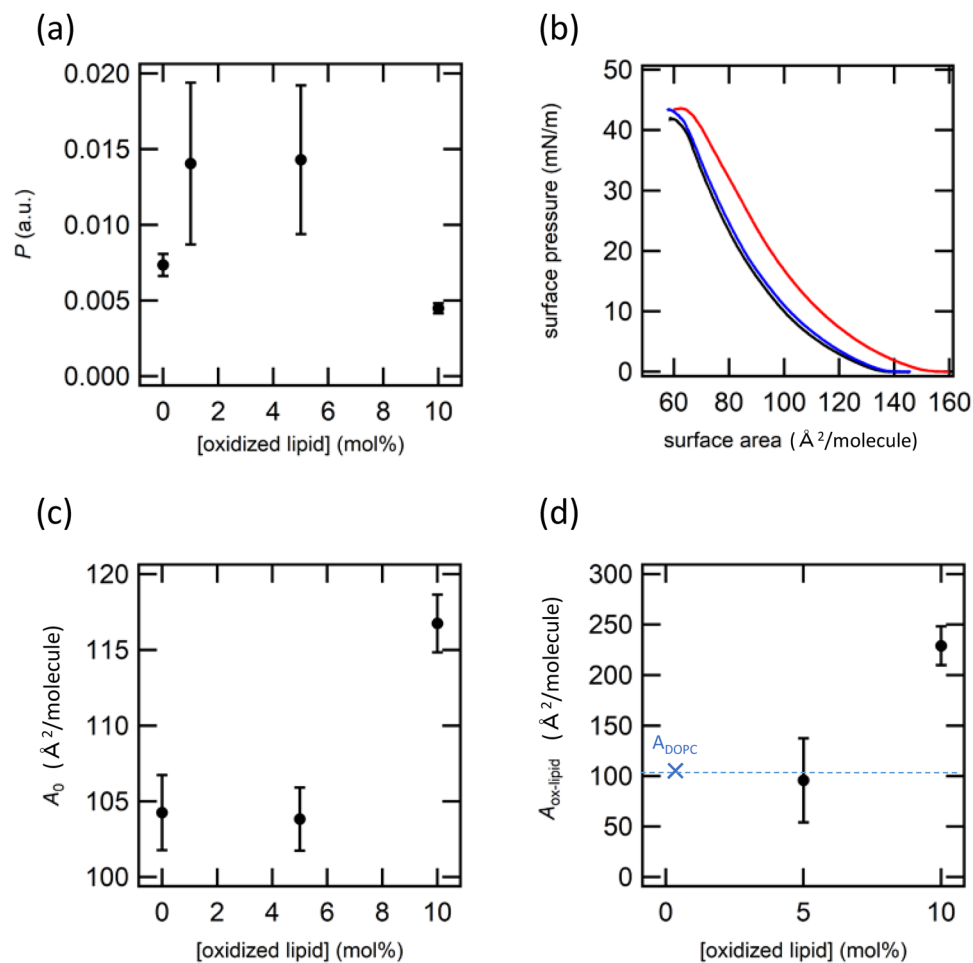 (a)
0.020
0.015
0.010
0.005
0.000
P (a.u.)
0 2 4 6 8 10
[oxidized lipid] (mol%)
(b)
50
40
30
20
10
0
surface pressure (mN/m)
60 80 100 120 140 160
surface area (Å²/molecule)
(c)
120
115
110
105
100
A₀ (Å²/molecule)
0 2 4 6 8 10
[oxidized lipid] (mol%)
(d)
300
250
200
150
100
50
0
A_DOPC
A_ox-lipid (Å²/molecule)
0 5 10
[oxidized lipid] (mol%)